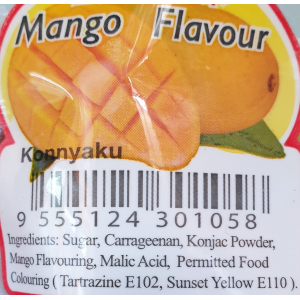 Mango Flavour
Konnyaku
9 555124 301058
Ingredients: Sugar, Carrageenan, Konjac Powder,
Mango Flavouring, Malic Acid, Permitted Food
Colouring ( Tartrazine E102, Sunset Yellow E110 ).